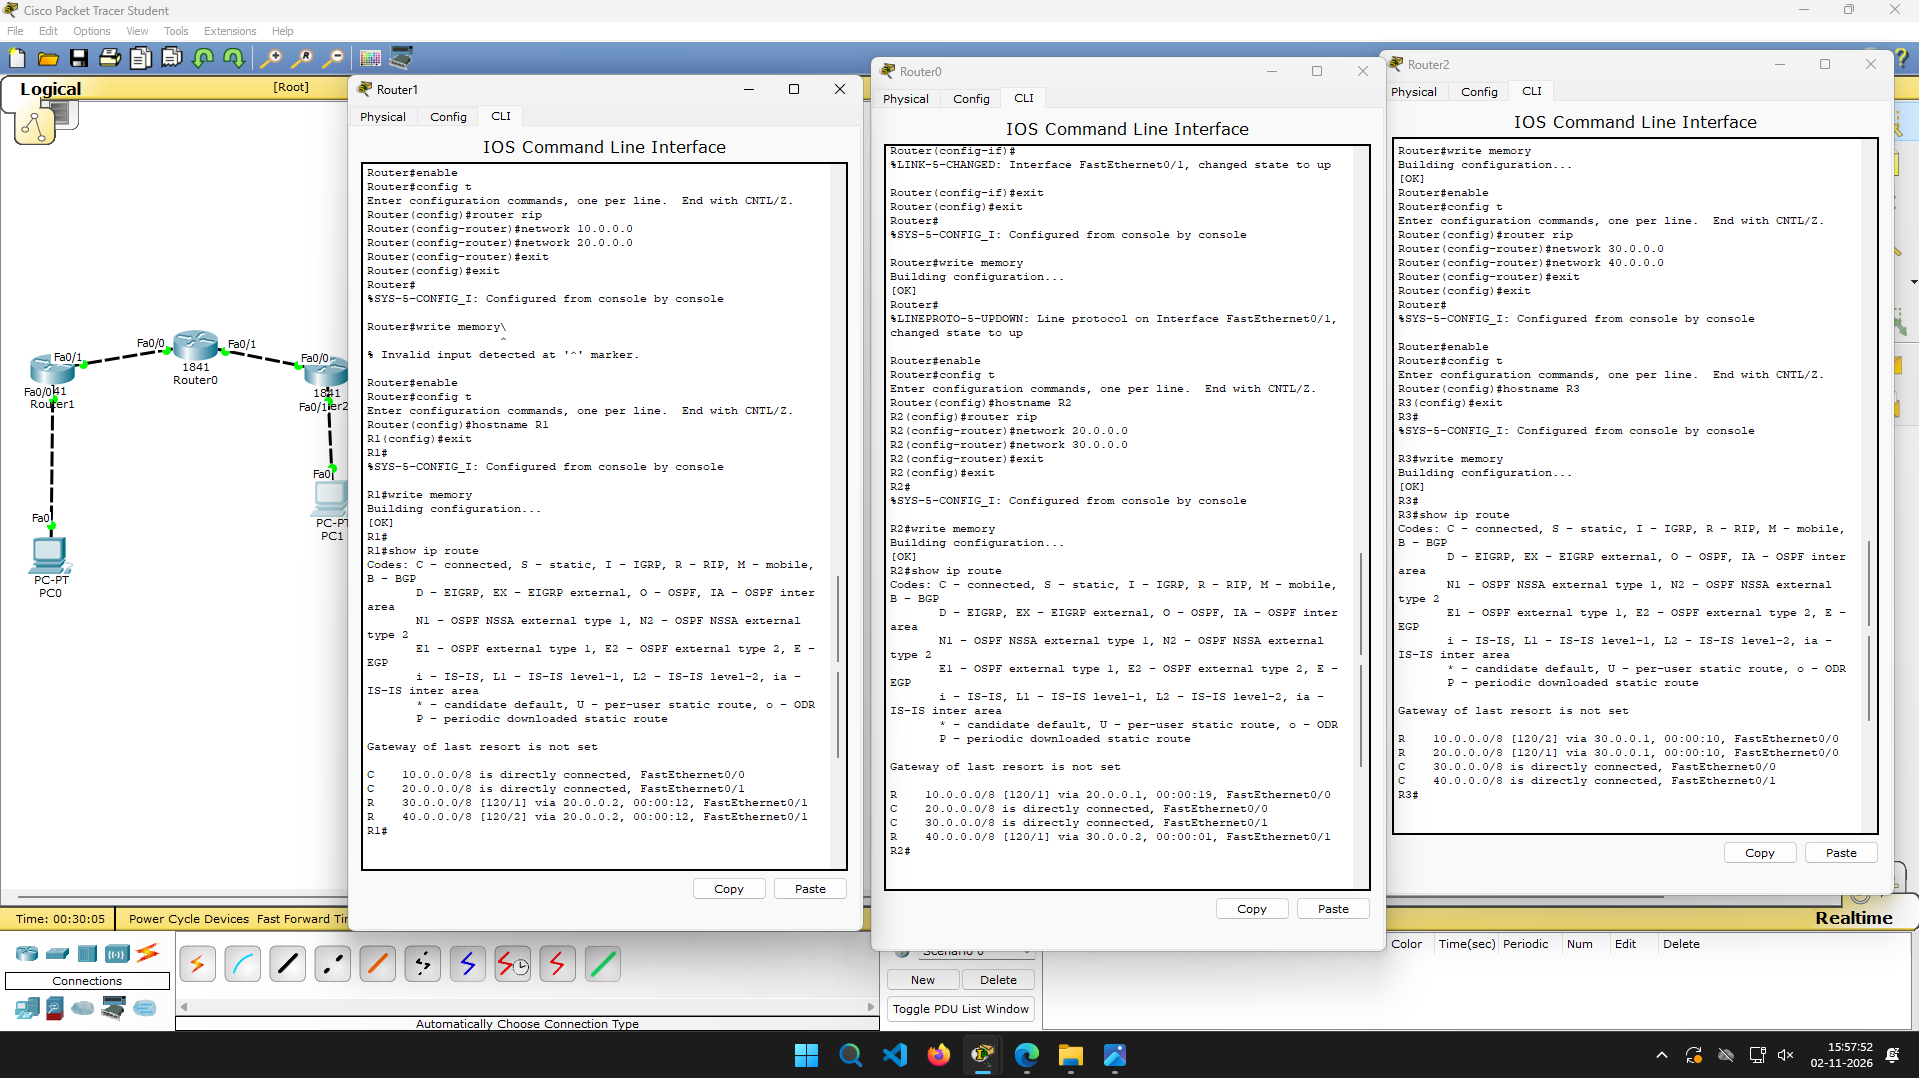 Cisco Packet Tracer Student
File Edit Options View Tools Extensions Help
Logical
[Root]
Fa0/1
Fa0/0
Fa0/1
1841
Router0
Fa0/0
Fa0/0
Router1
1841
Fa0/1
Fa0
PC-PT
PC1
Fa0
PC-PT
PC0
Router1
Physical Config CLI
IOS Command Line Interface
Router#enable
Router#config t
Enter configuration commands, one per line.  End with CNTL/Z.
Router(config)#router rip
Router(config-router)#network 10.0.0.0
Router(config-router)#network 20.0.0.0
Router(config-router)#exit
Router(config)#exit
Router#
%SYS-5-CONFIG_I: Configured from console by console
Router#write memory\
^
% Invalid input detected at '^' marker.
Router#enable
Router#config t
Enter configuration commands, one per line.  End with CNTL/Z.
Router(config)#hostname R1
R1(config)#exit
R1#
%SYS-5-CONFIG_I: Configured from console by console
R1#write memory
Building configuration...
[OK]
R1#
R1#show ip route
Codes: C - connected, S - static, I - IGRP, R - RIP, M - mobile,
B - BGP
D - EIGRP, EX - EIGRP external, O - OSPF, IA - OSPF inter
area
N1 - OSPF NSSA external type 1, N2 - OSPF NSSA external
type 2
E1 - OSPF external type 1, E2 - OSPF external type 2, E -
EGP
i - IS-IS, L1 - IS-IS level-1, L2 - IS-IS level-2, ia -
IS-IS inter area
* - candidate default, U - per-user static route, o - ODR
P - periodic downloaded static route
Gateway of last resort is not set
C    10.0.0.0/8 is directly connected, FastEthernet0/0
C    20.0.0.0/8 is directly connected, FastEthernet0/1
R    30.0.0.0/8 [120/1] via 20.0.0.2, 00:00:12, FastEthernet0/1
R    40.0.0.0/8 [120/2] via 20.0.0.2, 00:00:12, FastEthernet0/1
R1#
Copy Paste
Router0
Physical Config CLI
IOS Command Line Interface
Router(config-if)#
%LINK-5-CHANGED: Interface FastEthernet0/1, changed state to up
Router(config-if)#exit
Router(config)#exit
Router#
%SYS-5-CONFIG_I: Configured from console by console
Router#write memory
Building configuration...
[OK]
Router#
%LINEPROTO-5-UPDOWN: Line protocol on Interface FastEthernet0/1,
changed state to up
Router#enable
Router#config t
Enter configuration commands, one per line.  End with CNTL/Z.
Router(config)#hostname R2
R2(config)#router rip
R2(config-router)#network 20.0.0.0
R2(config-router)#network 30.0.0.0
R2(config-router)#exit
R2(config)#exit
R2#
%SYS-5-CONFIG_I: Configured from console by console
R2#write memory
Building configuration...
[OK]
R2#show ip route
Codes: C - connected, S - static, I - IGRP, R - RIP, M - mobile,
B - BGP
D - EIGRP, EX - EIGRP external, O - OSPF, IA - OSPF inter
area
N1 - OSPF NSSA external type 1, N2 - OSPF NSSA external
type 2
E1 - OSPF external type 1, E2 - OSPF external type 2, E -
EGP
i - IS-IS, L1 - IS-IS level-1, L2 - IS-IS level-2, ia -
IS-IS inter area
* - candidate default, U - per-user static route, o - ODR
P - periodic downloaded static route
Gateway of last resort is not set
R    10.0.0.0/8 [120/1] via 20.0.0.1, 00:00:19, FastEthernet0/0
C    20.0.0.0/8 is directly connected, FastEthernet0/0
C    30.0.0.0/8 is directly connected, FastEthernet0/1
R    40.0.0.0/8 [120/1] via 30.0.0.2, 00:00:01, FastEthernet0/1
R2#
Copy Paste
Router2
Physical Config CLI
IOS Command Line Interface
Router#write memory
Building configuration...
[OK]
Router#enable
Router#config t
Enter configuration commands, one per line.  End with CNTL/Z.
Router(config)#router rip
Router(config-router)#network 30.0.0.0
Router(config-router)#network 40.0.0.0
Router(config-router)#exit
Router(config)#exit
Router#
%SYS-5-CONFIG_I: Configured from console by console
Router#enable
Router#config t
Enter configuration commands, one per line.  End with CNTL/Z.
Router(config)#hostname R3
R3(config)#exit
R3#
%SYS-5-CONFIG_I: Configured from console by console
R3#write memory
Building configuration...
[OK]
R3#
R3#show ip route
Codes: C - connected, S - static, I - IGRP, R - RIP, M - mobile,
B - BGP
D - EIGRP, EX - EIGRP external, O - OSPF, IA - OSPF inter
area
N1 - OSPF NSSA external type 1, N2 - OSPF NSSA external
type 2
E1 - OSPF external type 1, E2 - OSPF external type 2, E -
EGP
i - IS-IS, L1 - IS-IS level-1, L2 - IS-IS level-2, ia -
IS-IS inter area
* - candidate default, U - per-user static route, o - ODR
P - periodic downloaded static route
Gateway of last resort is not set
R    10.0.0.0/8 [120/2] via 30.0.0.1, 00:00:10, FastEthernet0/0
R    20.0.0.0/8 [120/1] via 30.0.0.1, 00:00:10, FastEthernet0/0
C    30.0.0.0/8 is directly connected, FastEthernet0/0
C    40.0.0.0/8 is directly connected, FastEthernet0/1
R3#
Copy Paste
Time: 00:30:05 Power Cycle Devices Fast Forward
Realtime
Connections
Automatically Choose Connection Type
Scenario 0
New Delete
Toggle PDU List Window
Color Time(sec) Periodic Num Edit Delete
15:57:52
02-11-2026